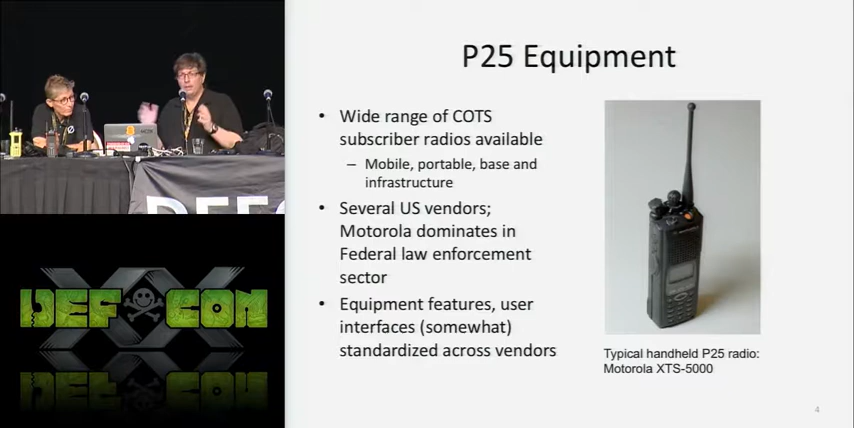 P25 Equipment
• Wide range of COTS
subscriber radios available
– Mobile, portable, base and
infrastructure
• Several US vendors;
Motorola dominates in
Federal law enforcement
sector
• Equipment features, user
interfaces (somewhat)
standardized across vendors
Typical handheld P25 radio:
Motorola XTS-5000
4
DEFC
XX
DEF CON